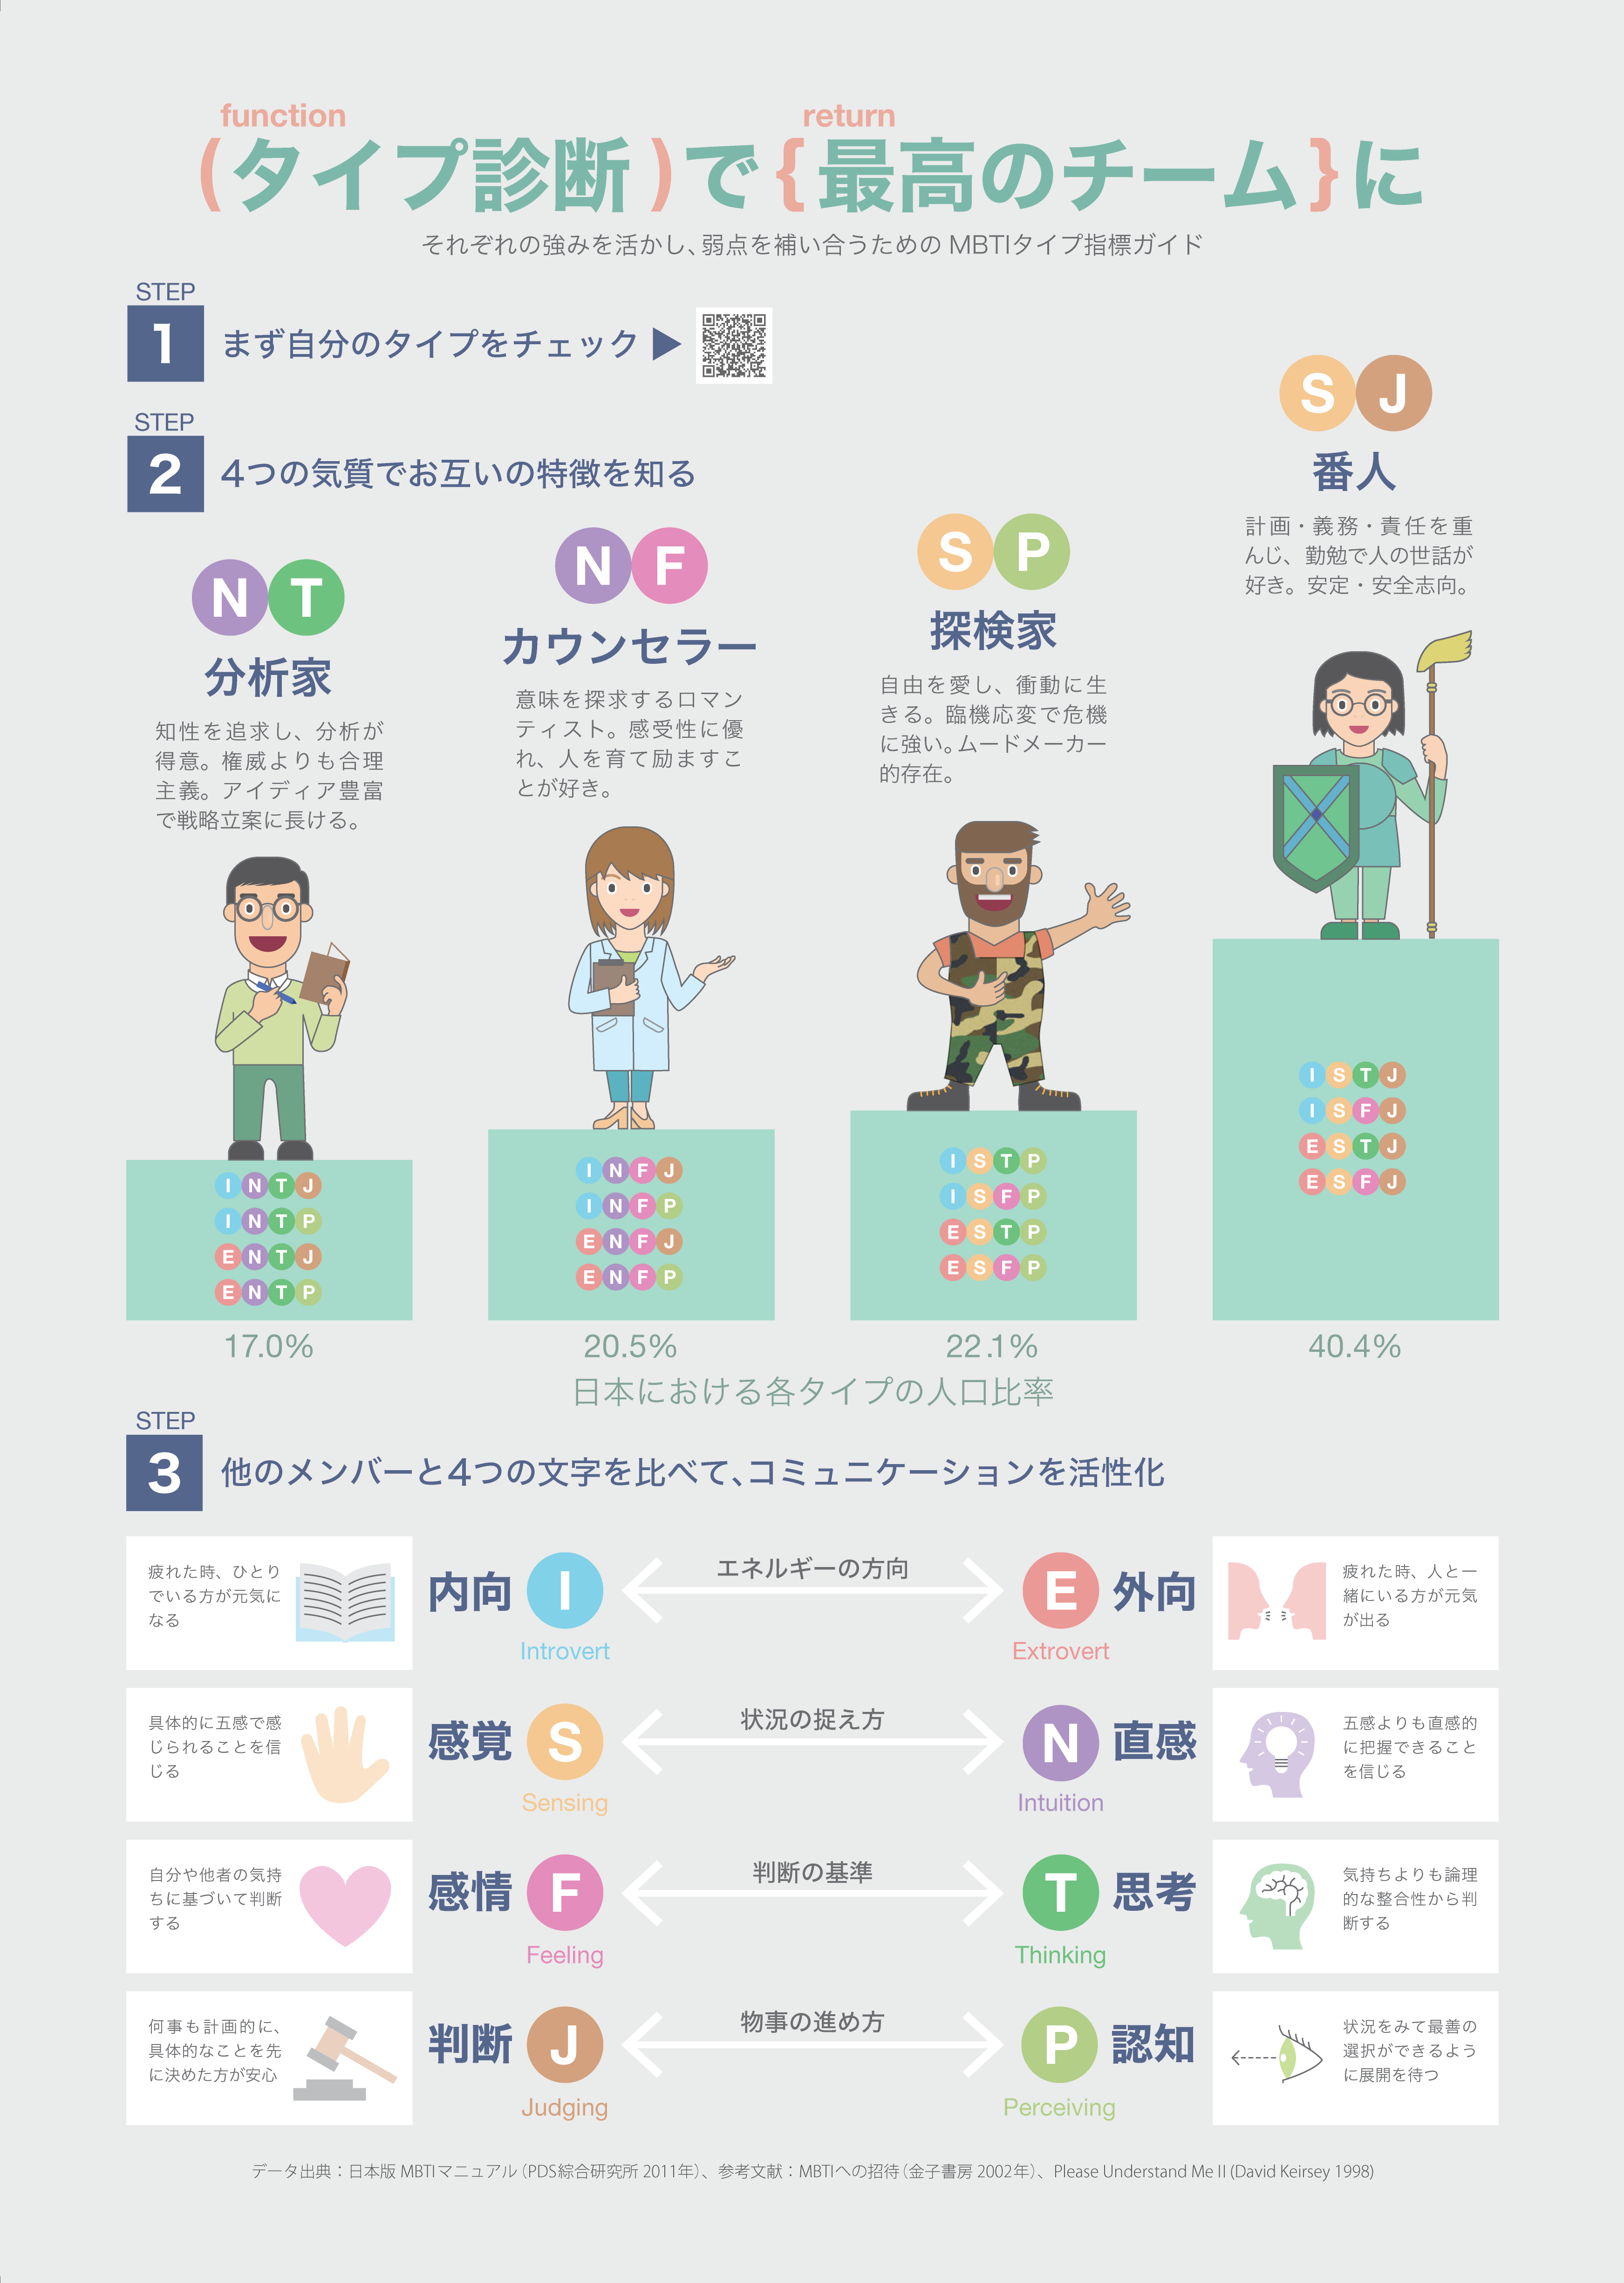 function return
(タイプ診断)で{最高のチーム}に
それぞれの強みを活かし、弱点を補い合うための MBTIタイプ指標ガイド
STEP
1 まず自分のタイプをチェック ▶
STEP
2 4つの気質でお互いの特徴を知る
NT
分析家
知性を追求し、分析が
得意。権威よりも合理
主義。アイディア豊富
で戦略立案に長ける。
INTJ
INTP
ENTJ
ENTP
17.0%
NF
カウンセラー
意味を探求するロマン
ティスト。感受性に優
れ、人を育て励ますこ
とが好き。
INFJ
INFP
ENFJ
ENFP
20.5%
SP
探検家
自由を愛し、衝動に生
きる。臨機応変で危機
に強い。ムードメーカー
的存在。
ISTP
ISFP
ESTP
ESFP
22.1%
SJ
番人
計画・義務・責任を重
んじ、勤勉で人の世話が
好き。安定・安全志向。
ISTJ
ISFJ
ESTJ
ESFJ
40.4%
日本における各タイプの人口比率
STEP
3 他のメンバーと4つの文字を比べて、コミュニケーションを活性化
疲れた時、ひとり
でいる方が元気に
なる
内向 I
Introvert
エネルギーの方向
E 外向
Extrovert
疲れた時、人と一
緒にいる方が元気
が出る
具体的に五感で感
じられることを信
じる
感覚 S
Sensing
状況の捉え方
N 直感
Intuition
五感よりも直感的
に把握できること
を信じる
自分や他者の気持
ちに基づいて判断
する
感情 F
Feeling
判断の基準
T 思考
Thinking
気持ちよりも論理
的な整合性から判
断する
何事も計画的に、
具体的なことを先
に決めた方が安心
判断 J
Judging
物事の進め方
P 認知
Perceiving
状況をみて最善の
選択ができるよう
に展開を待つ
データ出典：日本版 MBTIマニュアル（PDS綜合研究所 2011年）、参考文献：MBTIへの招待（金子書房 2002年）、Please Understand Me II (David Keirsey 1998)